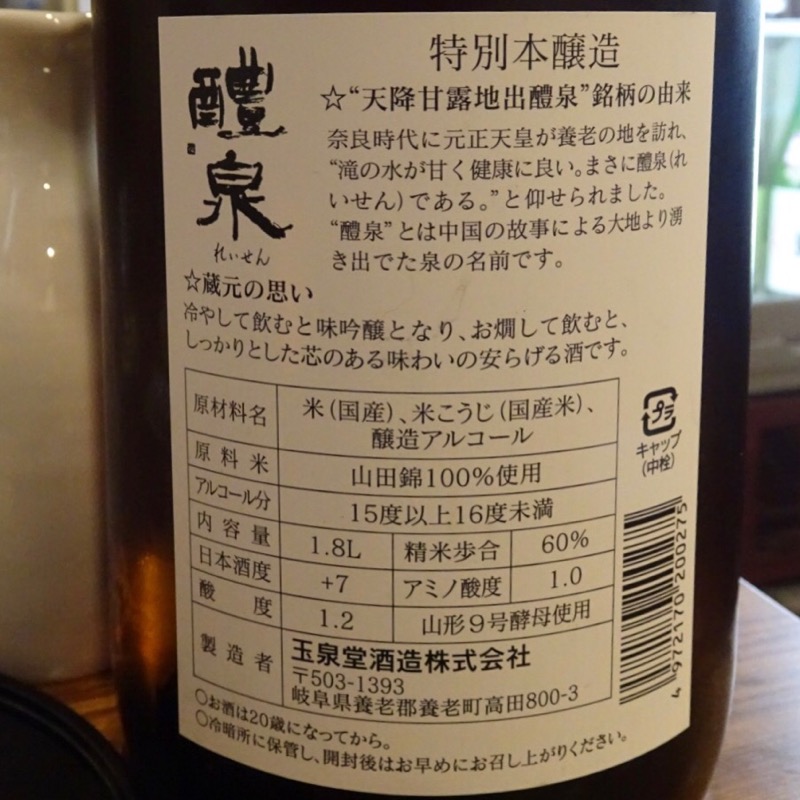 特別本醸造
醴泉
れいせん
☆“天降甘露地出醴泉”銘柄の由来
奈良時代に元正天皇が養老の地を訪れ、
“滝の水が甘く健康に良い。まさに醴泉(れ
いせん)である。”と仰せられました。
“醴泉”とは中国の故事による大地より湧
き出でた泉の名前です。
☆蔵元の思い
冷やして飲むと味吟醸となり、お燗して飲むと、
しっかりとした芯のある味わいの安らげる酒です。
原材料名 米(国産)、米こうじ(国産米)、
醸造アルコール
原料米 山田錦100%使用
アルコール分 15度以上16度未満
内容量 1.8L 精米歩合 60%
日本酒度 +7 アミノ酸度 1.0
酸度 1.2 山形9号酵母使用
製造者 玉泉堂酒造株式会社
〒503-1393
岐阜県養老郡養老町高田800-3
プラ
キャップ
(中栓)
4 972170 200275
○お酒は20歳になってから。
○冷暗所に保管し、開封後はお早めにお召し上がりください。